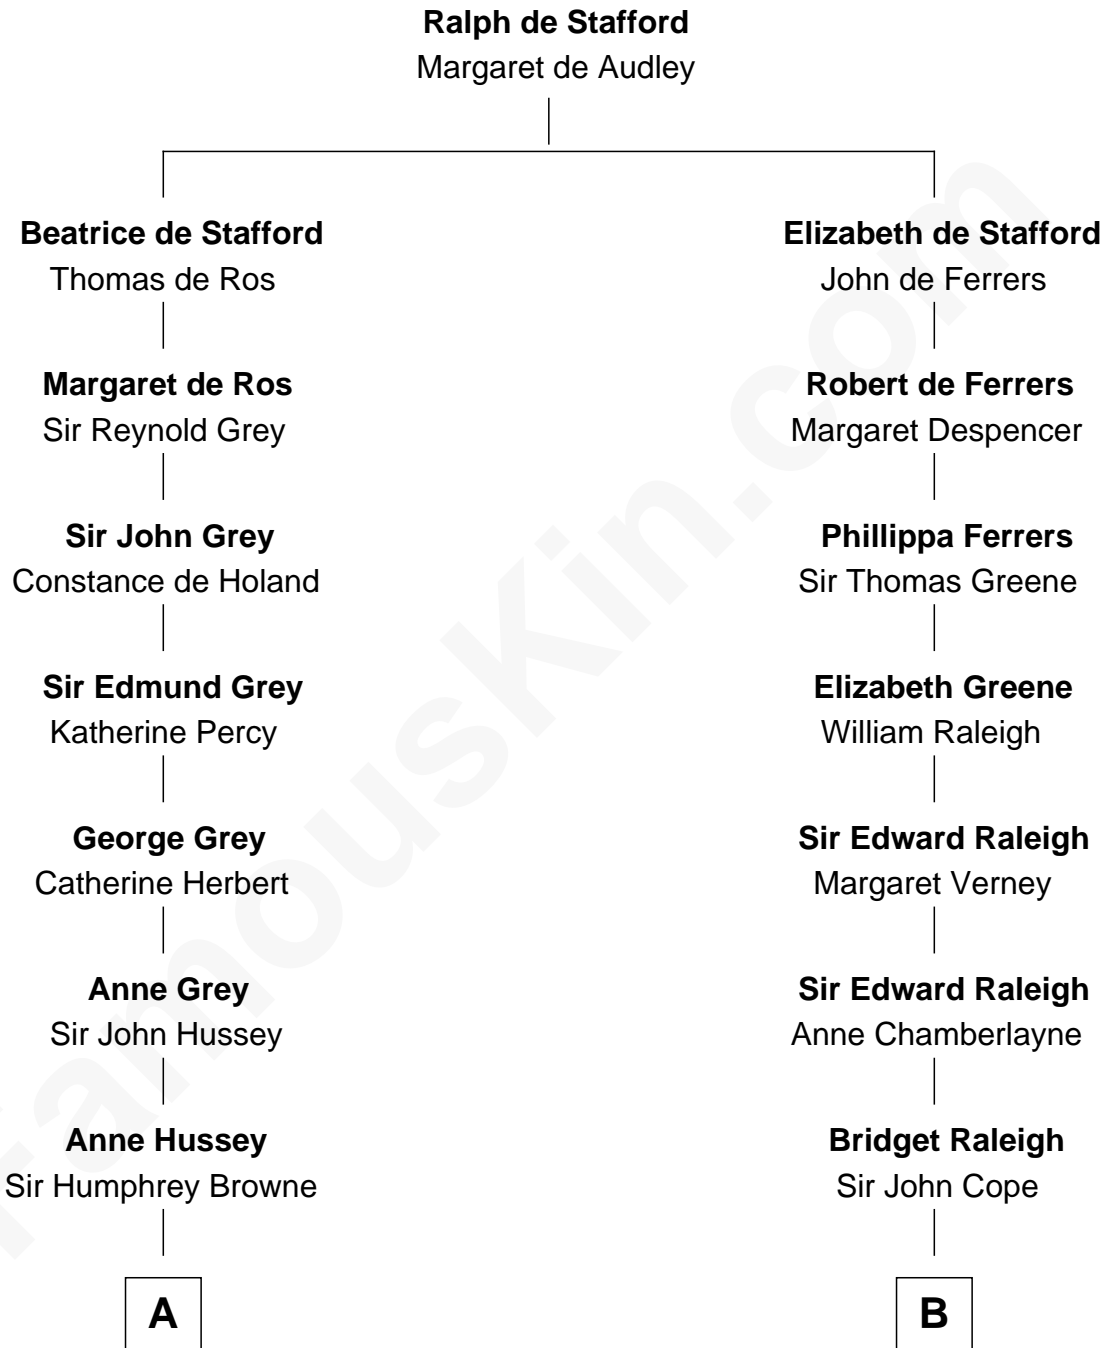 Ralph de Stafford
Margaret de Audley
Beatrice de Stafford
Thomas de Ros
Elizabeth de Stafford
John de Ferrers
Margaret de Ros
Sir Reynold Grey
Robert de Ferrers
Margaret Despencer
Sir John Grey
Constance de Holand
Phillippa Ferrers
Sir Thomas Greene
Sir Edmund Grey
Katherine Percy
Elizabeth Greene
William Raleigh
George Grey
Catherine Herbert
Sir Edward Raleigh
Margaret Verney
Anne Grey
Sir John Hussey
Sir Edward Raleigh
Anne Chamberlayne
Anne Hussey
Sir Humphrey Browne
Bridget Raleigh
Sir John Cope
A
B
FamousKin.com